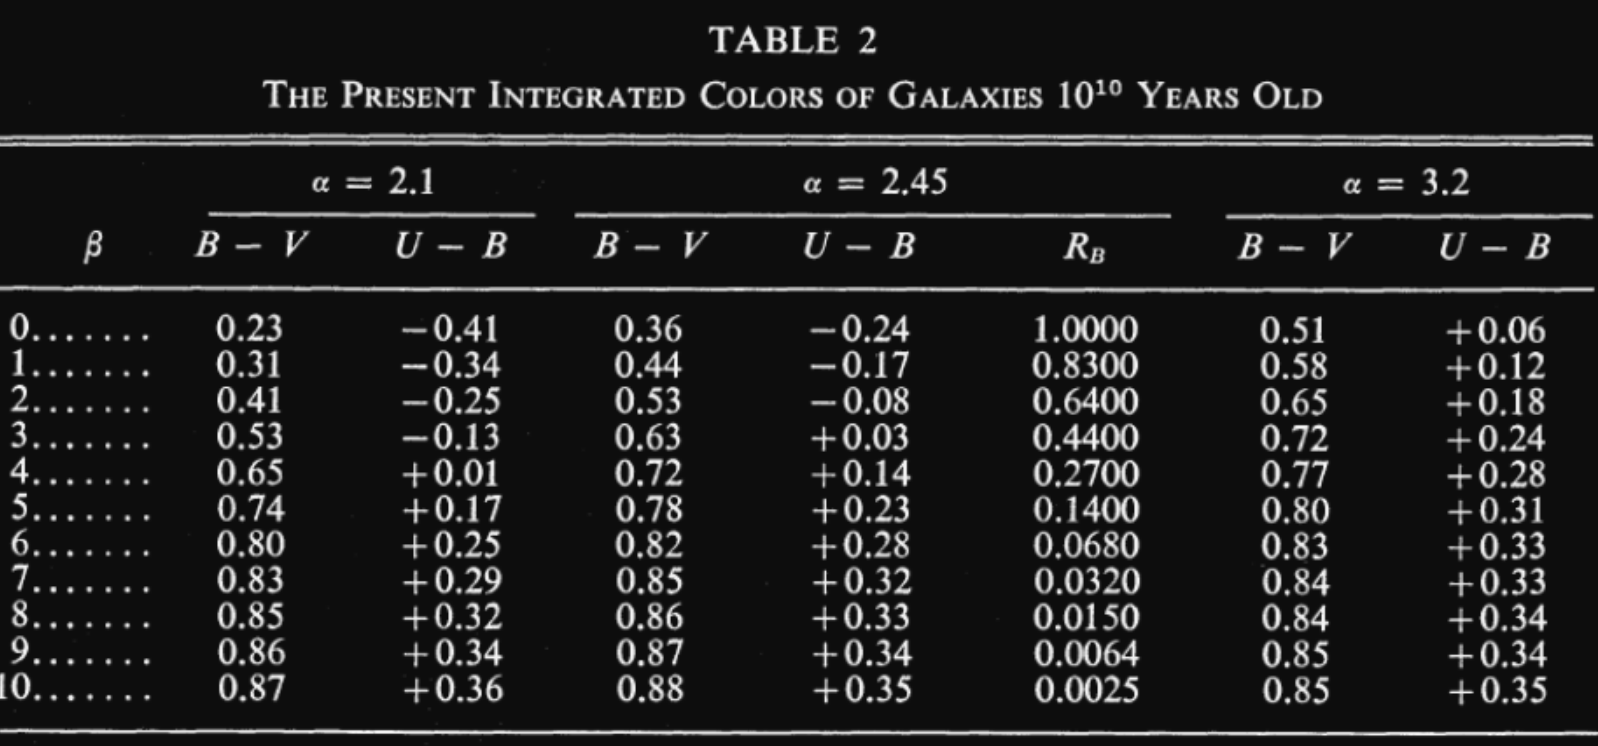 TABLE 2
THE PRESENT INTEGRATED COLORS OF GALAXIES 10¹⁰ YEARS OLD
α = 2.1 α = 2.45 α = 3.2
β B − V U − B B − V U − B R_B B − V U − B
0....... 0.23 −0.41 0.36 −0.24 1.0000 0.51 +0.06
1....... 0.31 −0.34 0.44 −0.17 0.8300 0.58 +0.12
2....... 0.41 −0.25 0.53 −0.08 0.6400 0.65 +0.18
3....... 0.53 −0.13 0.63 +0.03 0.4400 0.72 +0.24
4....... 0.65 +0.01 0.72 +0.14 0.2700 0.77 +0.28
5....... 0.74 +0.17 0.78 +0.23 0.1400 0.80 +0.31
6....... 0.80 +0.25 0.82 +0.28 0.0680 0.83 +0.33
7....... 0.83 +0.29 0.85 +0.32 0.0320 0.84 +0.33
8....... 0.85 +0.32 0.86 +0.33 0.0150 0.84 +0.34
9....... 0.86 +0.34 0.87 +0.34 0.0064 0.85 +0.34
10....... 0.87 +0.36 0.88 +0.35 0.0025 0.85 +0.35